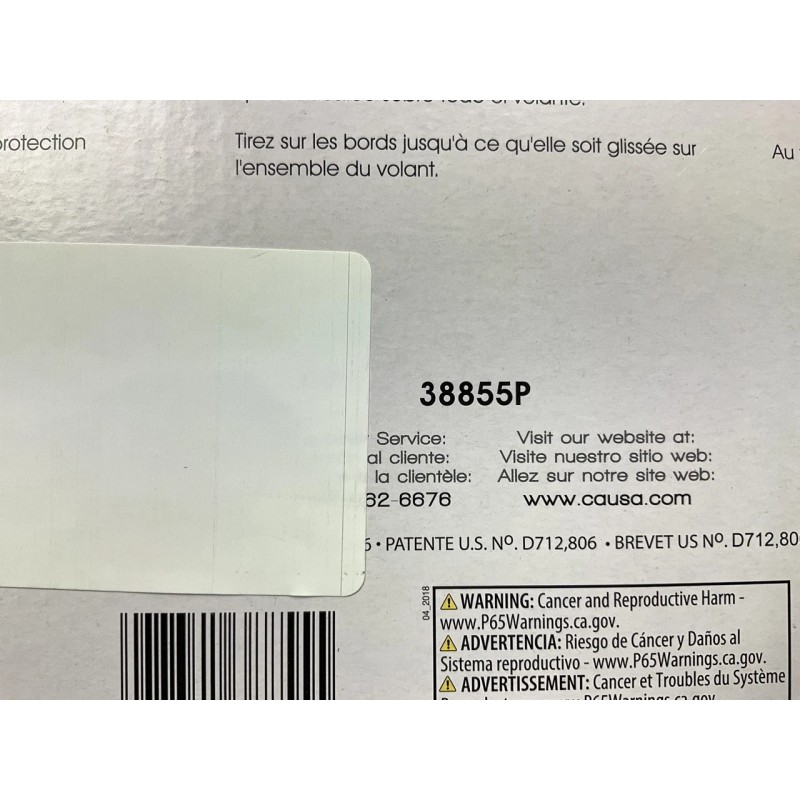 rotection
Tirez sur les bords jusqu'à ce qu'elle soit glissée sur
l'ensemble du volant.
Au
38855P
Service:
al cliente:
la clientèle:
62-6676
Visit our website at:
Visite nuestro sitio web:
Allez sur notre site web:
www.causa.com
• PATENTE U.S. Nº. D712,806 • BREVET US Nº. D712,80
04_2018
WARNING: Cancer and Reproductive Harm -
www.P65Warnings.ca.gov.
ADVERTENCIA: Riesgo de Cáncer y Daños al
Sistema reproductivo - www.P65Warnings.ca.gov.
ADVERTISSEMENT: Cancer et Troubles du Système